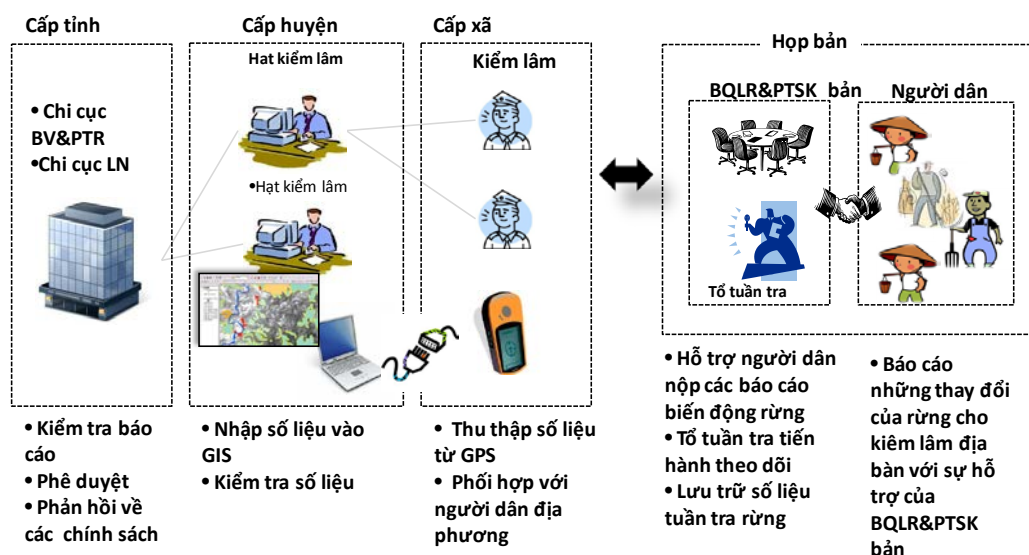 Cấp tỉnh
• Chi cục
BV&PTR
•Chi cục LN
• Kiểm tra báo
cáo
• Phê duyệt
• Phản hồi về
các chính sách
Cấp huyện
Hat kiểm lâm
•Hạt kiểm lâm
• Nhập số liệu vào
GIS
• Kiểm tra số liệu
Cấp xã
Kiểm lâm
• Thu thập số liệu
từ GPS
• Phối hợp với
người dân địa
phương
Họp bản
BQLR&PTSK bản
Tổ tuần tra
Người dân
• Hỗ trợ người dân
nộp các báo cáo
biến động rừng
• Tổ tuần tra tiến
hành theo dõi
• Lưu trữ số liệu
tuần tra rừng
• Báo cáo
những thay đổi
của rừng cho
kiêm lâm địa
bàn với sự hỗ
trợ của
BQLR&PTSK
bản